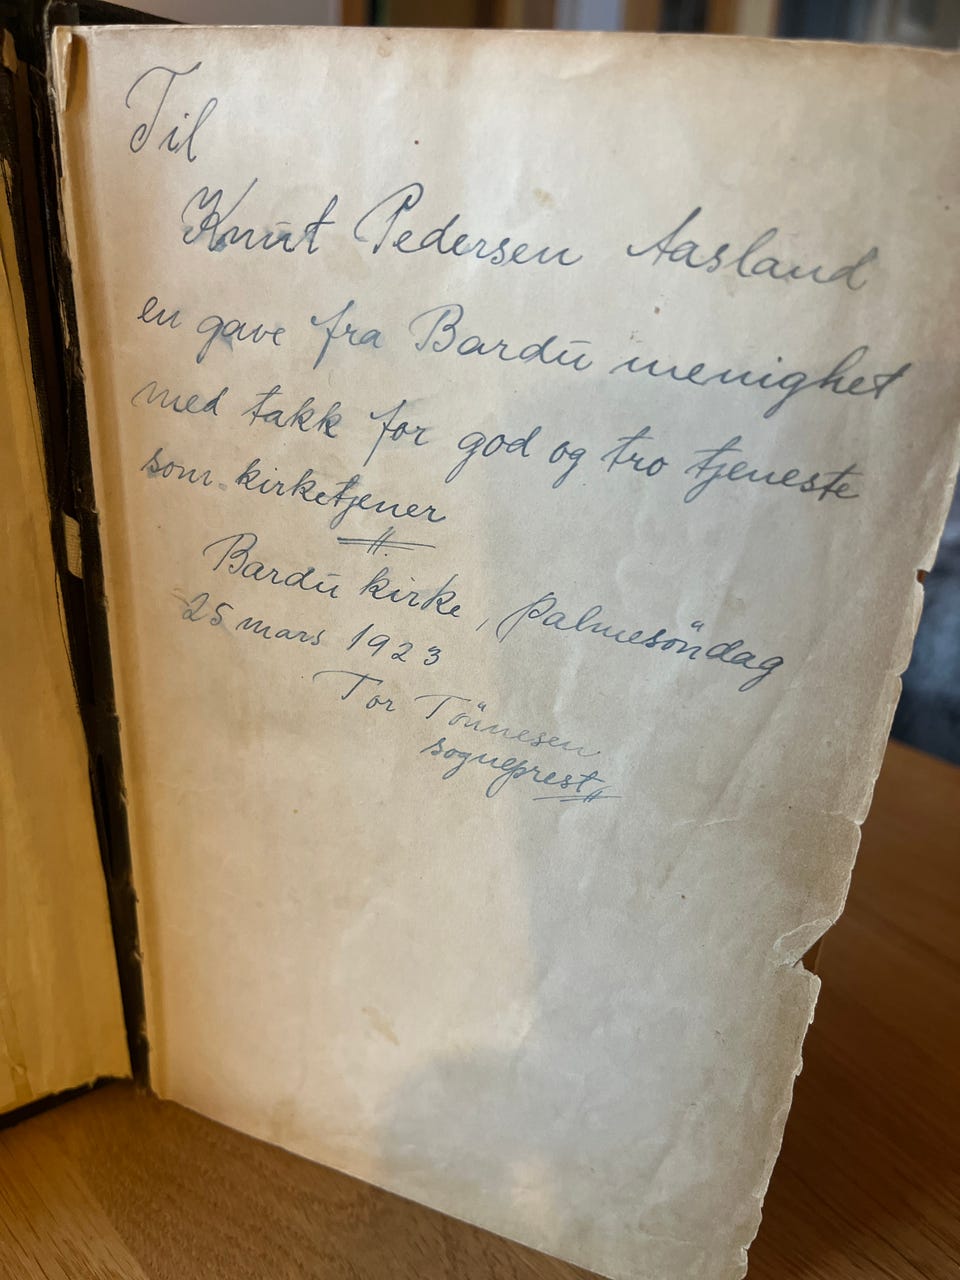 Til
Knut Pedersen Aasland
en gave fra Bardu menighet
med takk for god og tro tjeneste
som kirketjener
Bardu kirke, Palmesöndag
25 mars 1923
Tor Tönnesen
sogneprest